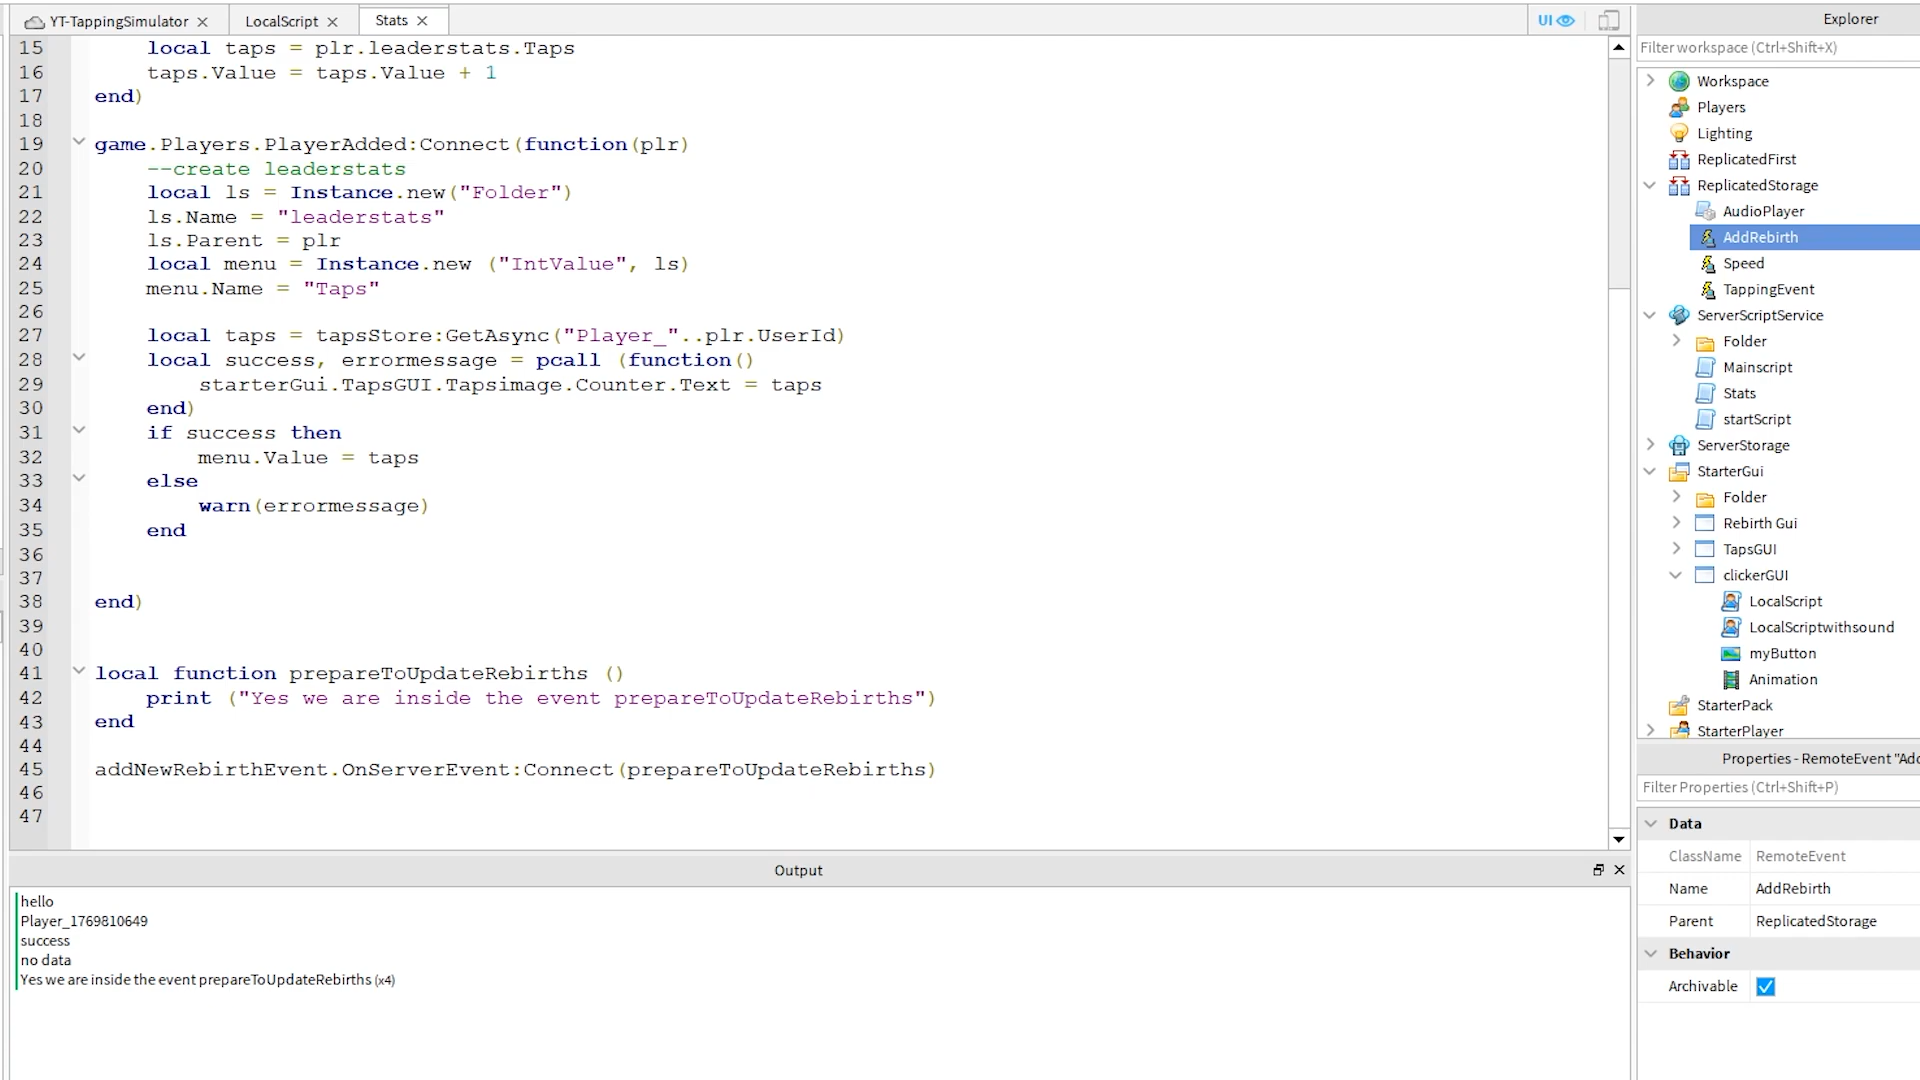 YT-TappingSimulator
LocalScript
Stats
UI
15 local taps = plr.leaderstats.Taps
16 taps.Value = taps.Value + 1
17 end)
18
19 game.Players.PlayerAdded:Connect(function(plr)
20 --create leaderstats
21 local ls = Instance.new("Folder")
22 ls.Name = "leaderstats"
23 ls.Parent = plr
24 local menu = Instance.new ("IntValue", ls)
25 menu.Name = "Taps"
26
27 local taps = tapsStore:GetAsync("Player_"..plr.UserId)
28 local success, errormessage = pcall (function()
29 starterGui.TapsGUI.Tapsimage.Counter.Text = taps
30 end)
31 if success then
32 menu.Value = taps
33 else
34 warn(errormessage)
35 end
36
37
38 end)
39
40
41 local function prepareToUpdateRebirths ()
42 print ("Yes we are inside the event prepareToUpdateRebirths")
43 end
44
45 addNewRebirthEvent.OnServerEvent:Connect(prepareToUpdateRebirths)
46
47
Output
hello
Player_1769810649
success
no data
Yes we are inside the event prepareToUpdateRebirths (x4)
Explorer
Filter workspace (Ctrl+Shift+X)
Workspace
Players
Lighting
ReplicatedFirst
ReplicatedStorage
AudioPlayer
AddRebirth
Speed
TappingEvent
ServerScriptService
Folder
Mainscript
Stats
startScript
ServerStorage
StarterGui
Folder
Rebirth Gui
TapsGUI
clickerGUI
LocalScript
LocalScriptwithsound
myButton
Animation
StarterPack
StarterPlayer
Properties - RemoteEvent "Add
Filter Properties (Ctrl+Shift+P)
Data
ClassName RemoteEvent
Name AddRebirth
Parent ReplicatedStorage
Behavior
Archivable